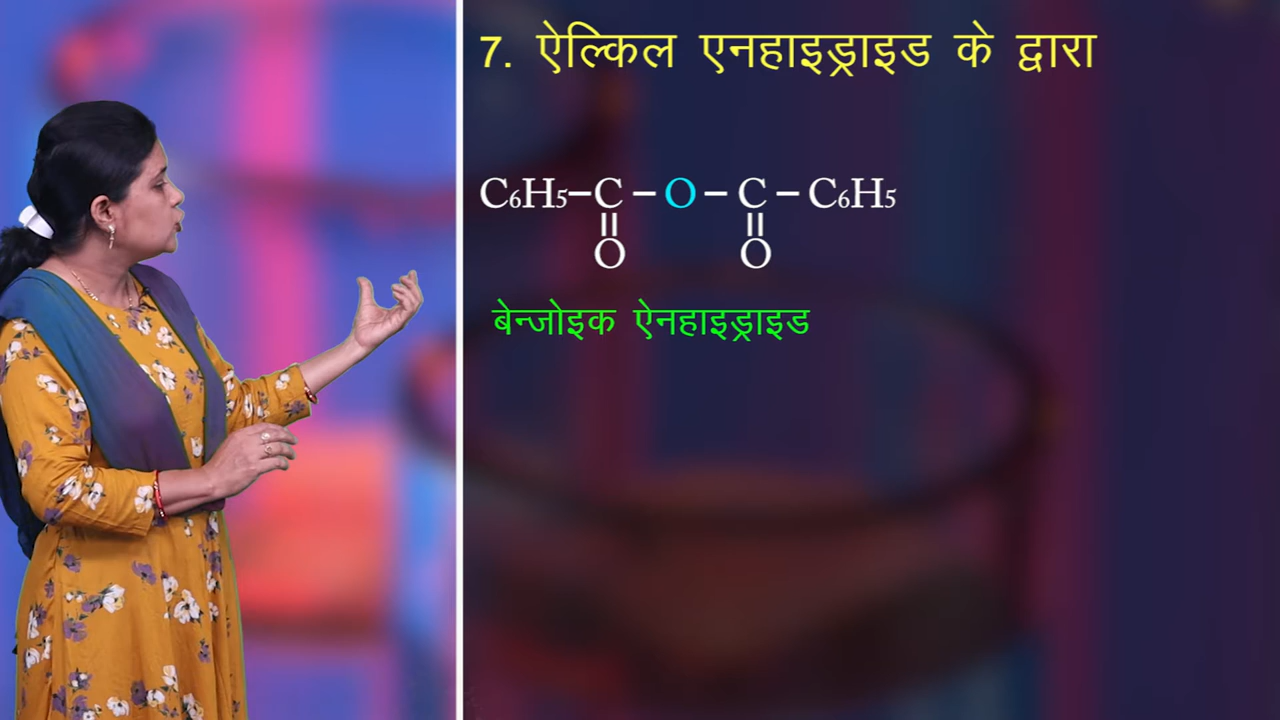 7. ऐल्किल एनहाइड्राइड के द्वारा
C₆H₅–C – O – C – C₆H₅
|| ||
O O
बेन्जोइक ऐनहाइड्राइड